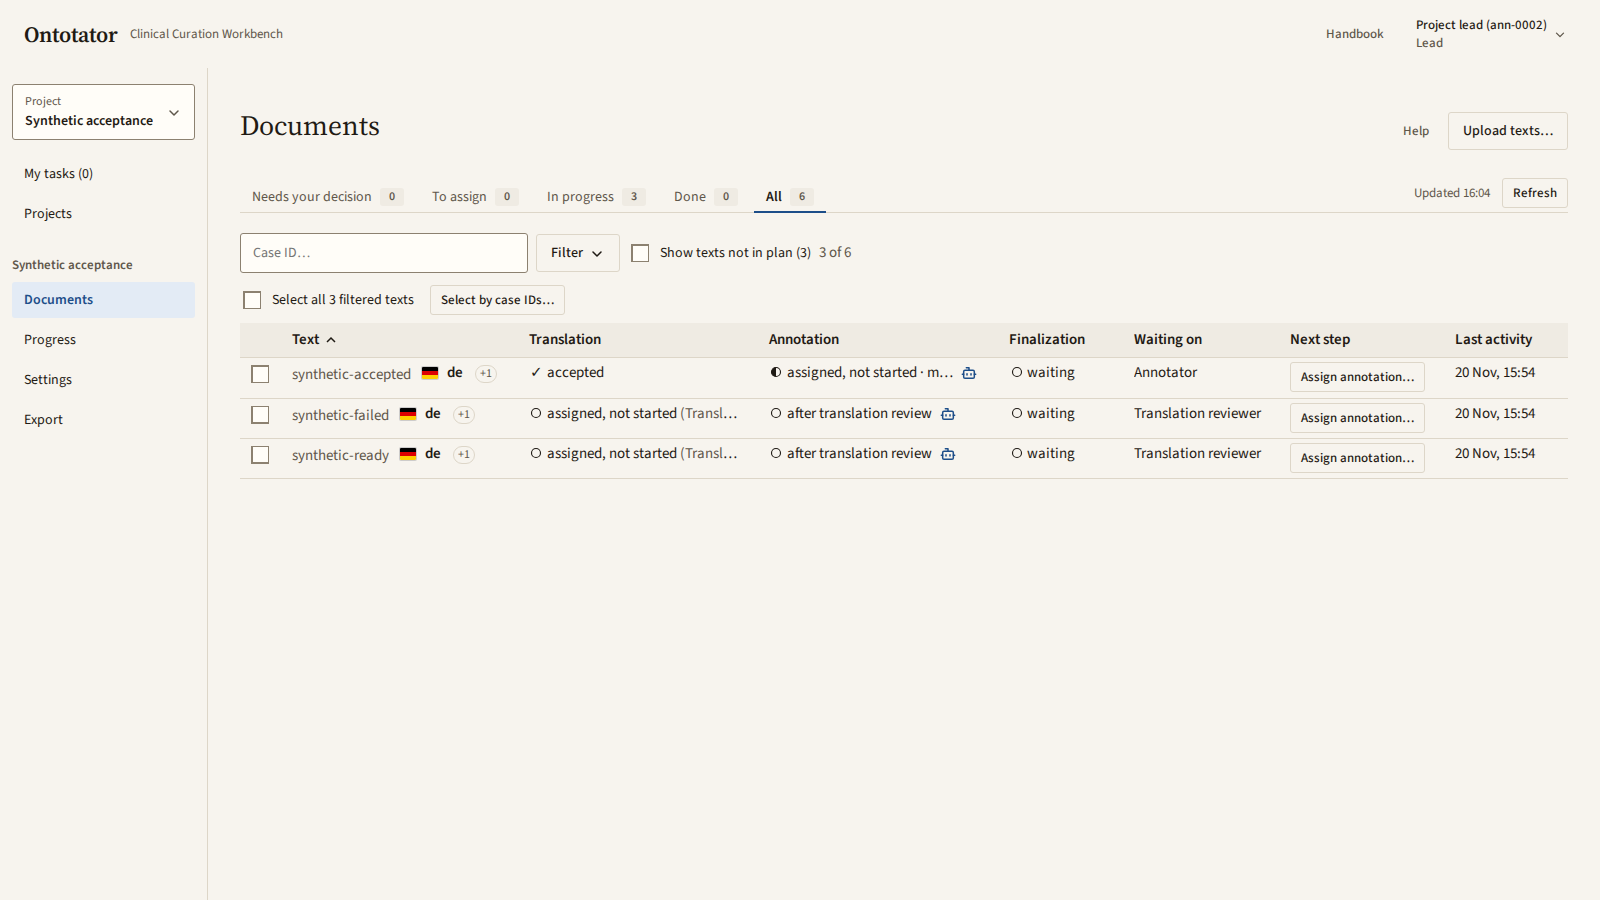 Ontotator Clinical Curation Workbench
Handbook
Project lead (ann-0002)
Lead
Project
Synthetic acceptance
My tasks (0)
Projects
Synthetic acceptance
Documents
Progress
Settings
Export
Documents
Help
Upload texts…
Needs your decision 0 To assign 0 In progress 3 Done 0 All 6
Updated 16:04 Refresh
Case ID…
Filter
Show texts not in plan (3) 3 of 6
Select all 3 filtered texts
Select by case IDs…
Text Translation Annotation Finalization Waiting on Next step Last activity
synthetic-accepted de +1 ✓ accepted assigned, not started · m… waiting Annotator Assign annotation… 20 Nov, 15:54
synthetic-failed de +1 assigned, not started (Transl… after translation review waiting Translation reviewer Assign annotation… 20 Nov, 15:54
synthetic-ready de +1 assigned, not started (Transl… after translation review waiting Translation reviewer Assign annotation… 20 Nov, 15:54